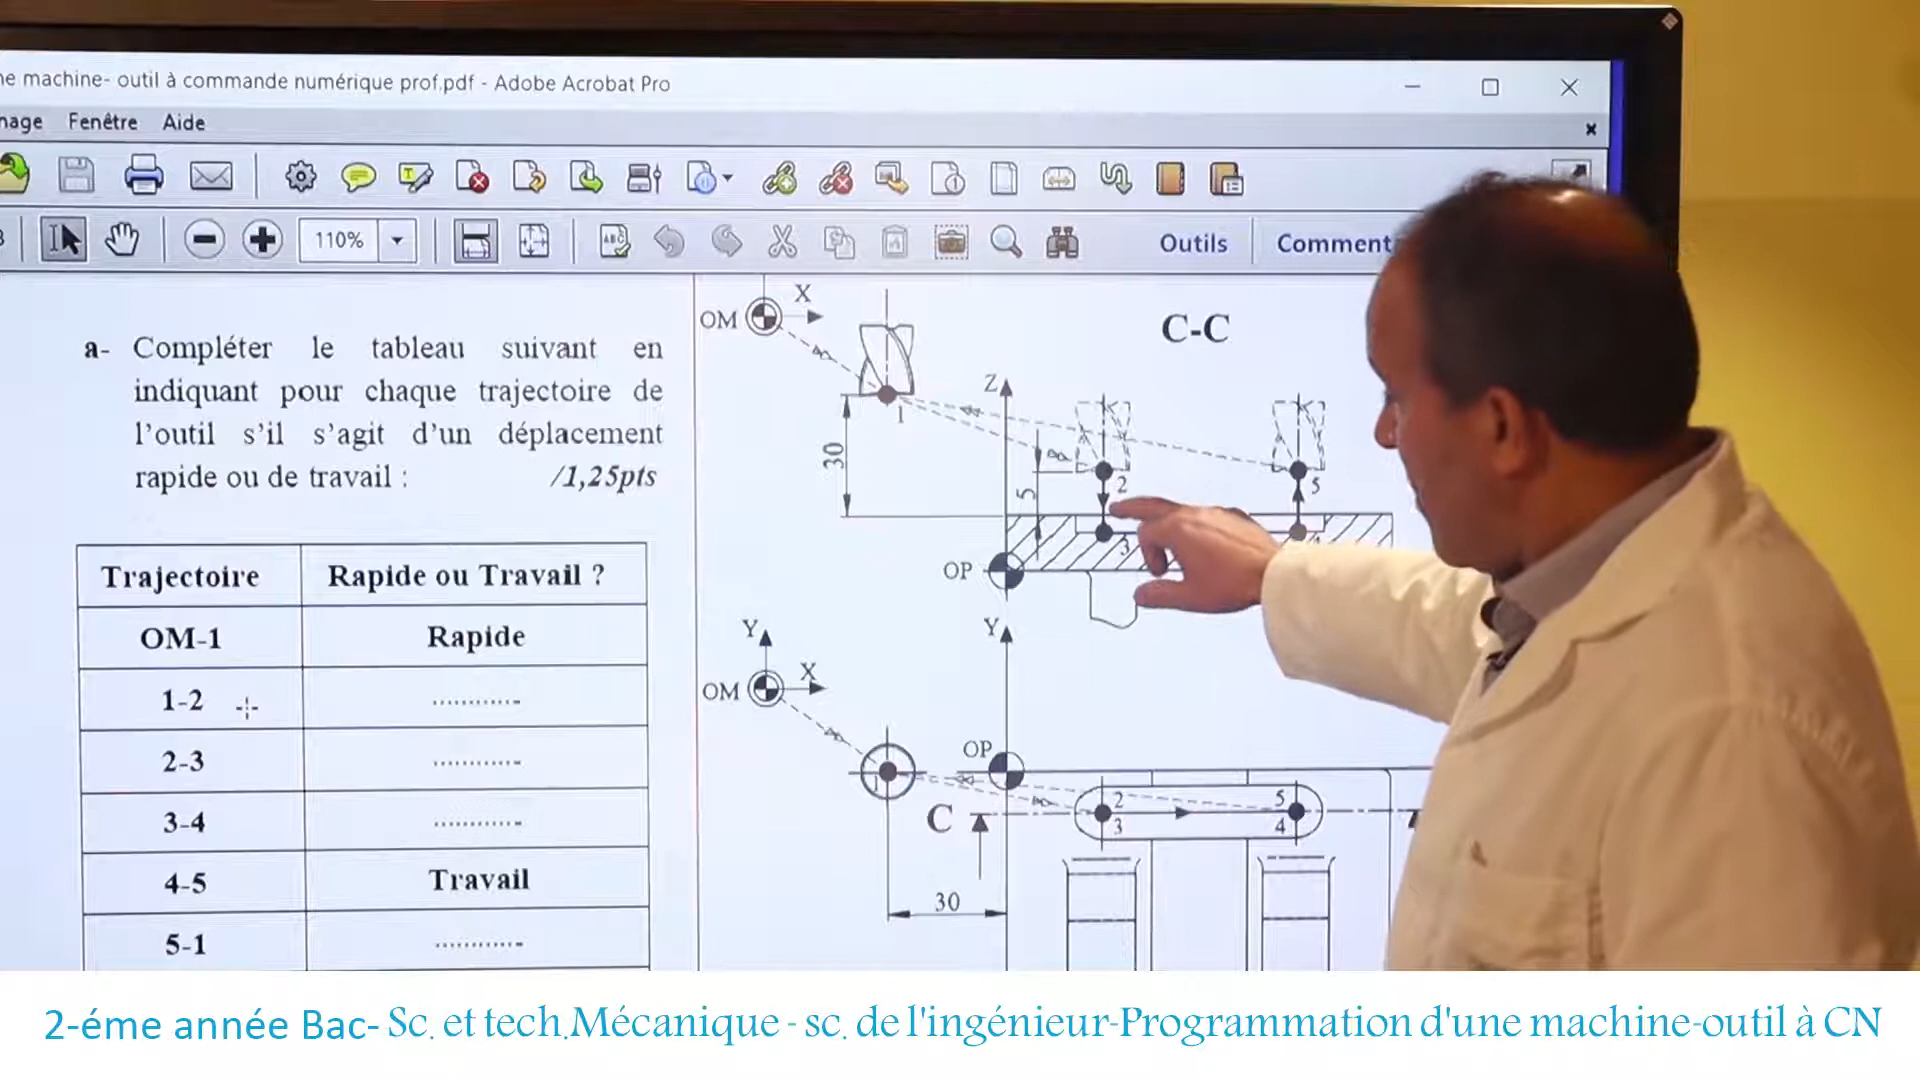 ne machine- outil à commande numérique prof.pdf - Adobe Acrobat Pro
nage Fenêtre Aide
110%
Outils
Comment
a- Compléter le tableau suivant en
indiquant pour chaque trajectoire de
l'outil s'il s'agit d'un déplacement
rapide ou de travail : /1,25pts
Trajectoire Rapide ou Travail ?
OM-1 Rapide
1-2 ............
2-3 ............
3-4 ............
4-5 Travail
5-1 ............
OM
X
C-C
1
Z
30
5
2
5
3
OP
Y
OM
X
Y
OP
1
2
5
C
3
4
30
2-éme année Bac- Sc. et tech.Mécanique - sc. de l'ingénieur-Programmation d'une machine-outil à CN